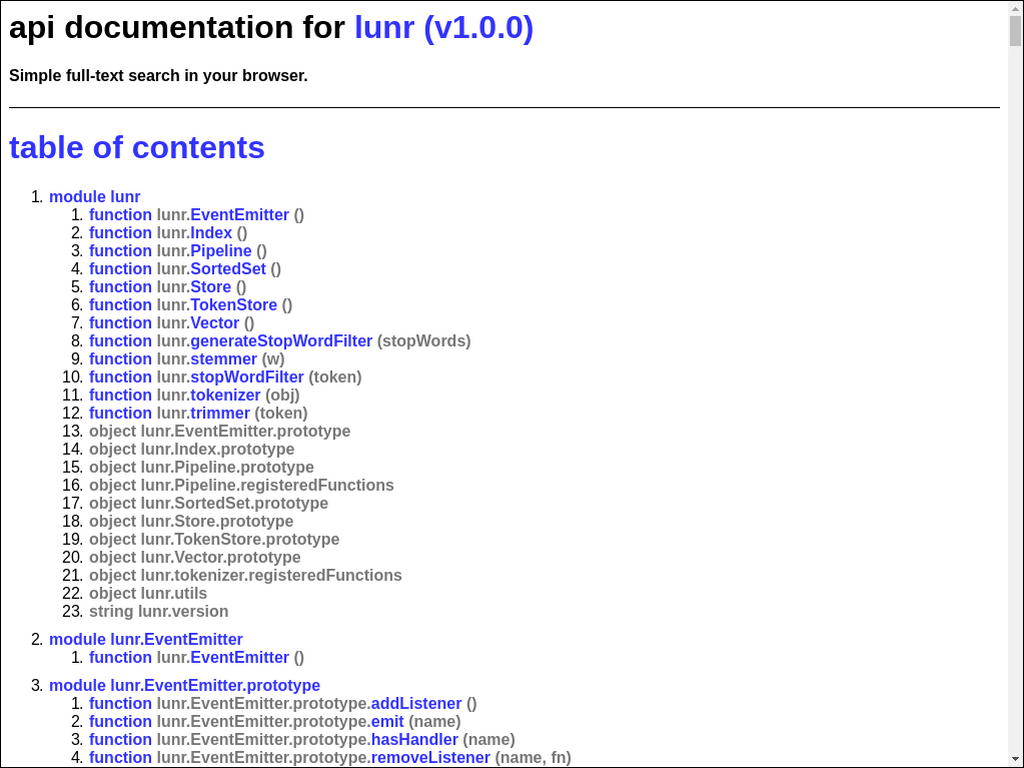 api documentation for lunr (v1.0.0)
Simple full-text search in your browser.
table of contents
1. module lunr
1. function lunr.EventEmitter ()
2. function lunr.Index ()
3. function lunr.Pipeline ()
4. function lunr.SortedSet ()
5. function lunr.Store ()
6. function lunr.TokenStore ()
7. function lunr.Vector ()
8. function lunr.generateStopWordFilter (stopWords)
9. function lunr.stemmer (w)
10. function lunr.stopWordFilter (token)
11. function lunr.tokenizer (obj)
12. function lunr.trimmer (token)
13. object lunr.EventEmitter.prototype
14. object lunr.Index.prototype
15. object lunr.Pipeline.prototype
16. object lunr.Pipeline.registeredFunctions
17. object lunr.SortedSet.prototype
18. object lunr.Store.prototype
19. object lunr.TokenStore.prototype
20. object lunr.Vector.prototype
21. object lunr.tokenizer.registeredFunctions
22. object lunr.utils
23. string lunr.version
2. module lunr.EventEmitter
1. function lunr.EventEmitter ()
3. module lunr.EventEmitter.prototype
1. function lunr.EventEmitter.prototype.addListener ()
2. function lunr.EventEmitter.prototype.emit (name)
3. function lunr.EventEmitter.prototype.hasHandler (name)
4. function lunr.EventEmitter.prototype.removeListener (name, fn)